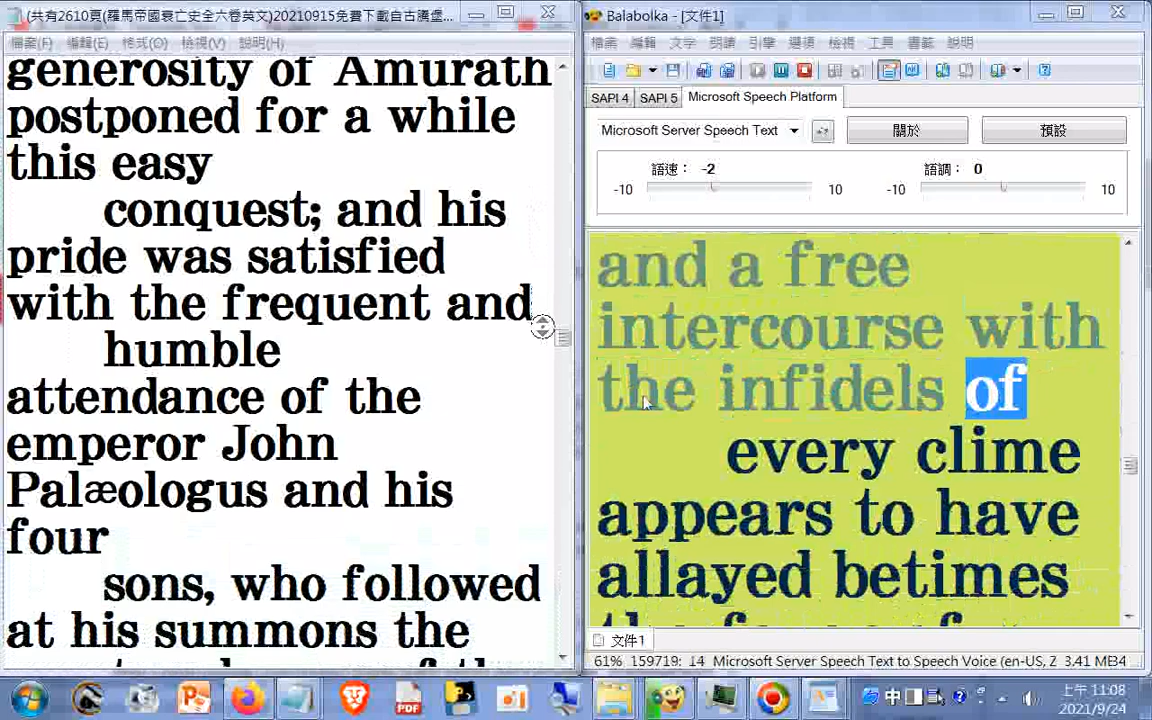 (共有2610頁(羅馬帝國衰亡史全六卷英文)20210915免費下載自古騰堡...
檔案(F) 編輯(E) 格式(O) 檢視(V) 說明(H)
generosity of Amurath
postponed for a while
this easy
conquest; and his
pride was satisfied
with the frequent and
humble
attendance of the
emperor John
Palæologus and his
four
sons, who followed
at his summons the
Balabolka - [文件1]
檔案 編輯 文字 朗讀 引擎 選項 檢視 工具 書籤 說明
SAPI 4 SAPI 5 Microsoft Speech Platform
Microsoft Server Speech Text 關於 預設
語速: -2 語調: 0
-10 10 -10 10
and a free
intercourse with
the infidels of
every clime
appears to have
allayed betimes
文件1
61% 159719: 14 Microsoft Server Speech Text to Speech Voice (en-US, Z 3.41 MB34
PDF 中 上午 11:08
2021/9/24